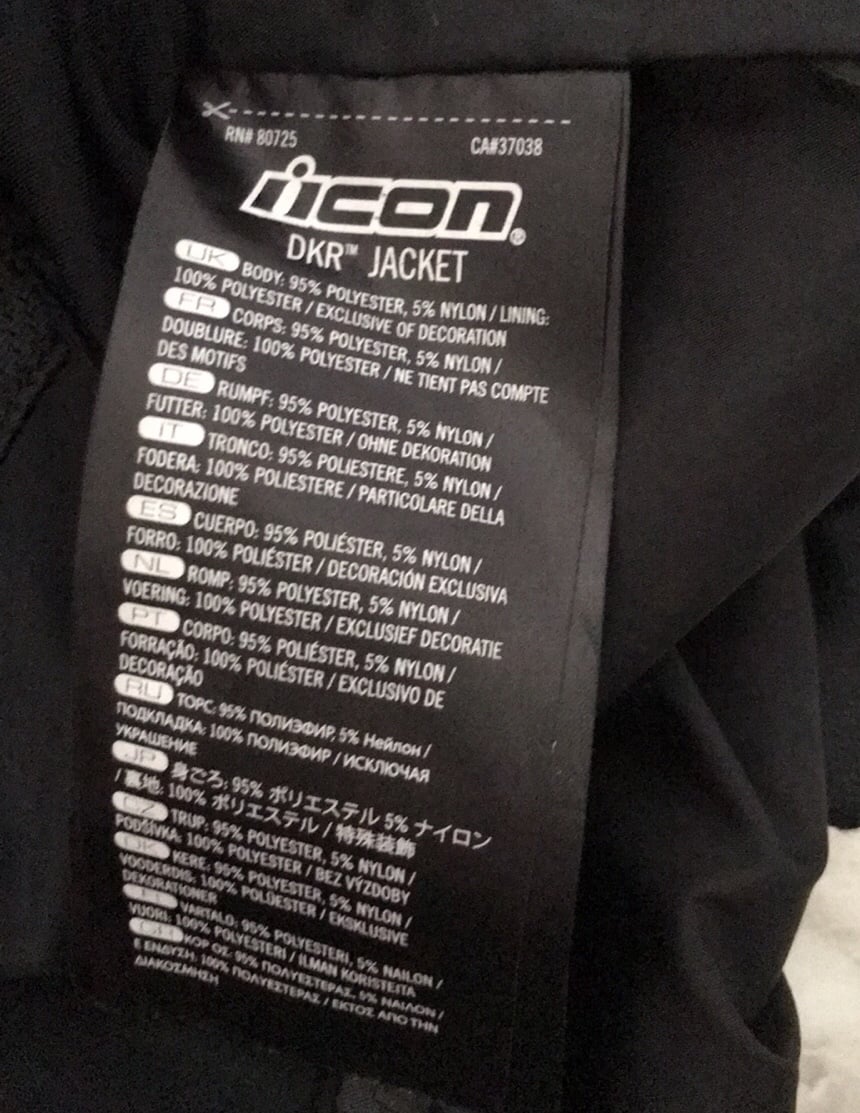 RN# 80725 CA#37038
icon®
DKR™ JACKET
UK BODY: 95% POLYESTER, 5% NYLON / LINING:
100% POLYESTER / EXCLUSIVE OF DECORATION
FR CORPS: 95% POLYESTER, 5% NYLON /
DOUBLURE: 100% POLYESTER / NE TIENT PAS COMPTE
DES MOTIFS
DE RUMPF: 95% POLYESTER, 5% NYLON /
FUTTER: 100% POLYESTER / OHNE DEKORATION
IT TRONCO: 95% POLIESTERE, 5% NYLON /
FODERA: 100% POLIESTERE / PARTICOLARE DELLA
DECORAZIONE
ES CUERPO: 95% POLIÉSTER, 5% NYLON /
FORRO: 100% POLIÉSTER / DECORACIÓN EXCLUSIVA
NL ROMP: 95% POLYESTER, 5% NYLON /
VOERING: 100% POLYESTER / EXCLUSIEF DECORATIE
PT CORPO: 95% POLIÉSTER, 5% NYLON /
FORRAÇÃO: 100% POLIÉSTER / EXCLUSIVO DE
DECORAÇÃO
RU ТОРС: 95% ПОЛИЭФИР, 5% Нейлон /
ПОДКЛАДКА: 100% ПОЛИЭФИР / ИСКЛЮЧАЯ
УКРАШЕНИЕ
JP 身ごろ: 95% ポリエステル 5% ナイロン
/ 裏地: 100% ポリエステル / 特殊装飾
CZ TRUP: 95% POLYESTER, 5% NYLON /
PODŠÍVKA: 100% POLYESTER / BEZ VÝZDOBY
DK KERE: 95% POLYESTER, 5% NYLON /
VOORDERDIS: 100% POLÜESTER / EKSKLUSIVE
DEKORATIONER
VARTALO: 95% POLYESTERI, 5% NAILON /
VUORI: 100% POLYESTERI / ILMAN KORISTEITA
ΚΟΡ ΟΣ: 95% ΠΟΛΥΕΣΤΕΡΑΣ, 5% ΝΑΙΛΟΝ /
Ε ΕΝΔΥΣΗ: 100% ΠΟΛΥΕΣΤΕΡΑΣ / ΕΚΤΟΣ ΑΠΟ ΤΗΝ
ΔΙΑΚΟΣΜΗΣΗ